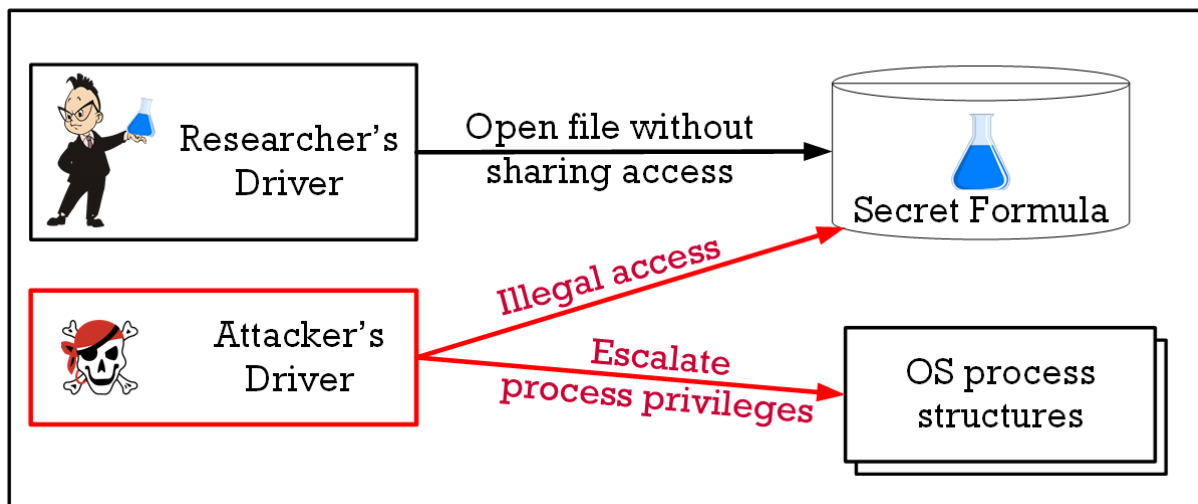 Researcher's
Driver
Open file without
sharing access
Secret Formula
Illegal access
Attacker's
Driver
Escalate
process privileges
OS process
structures